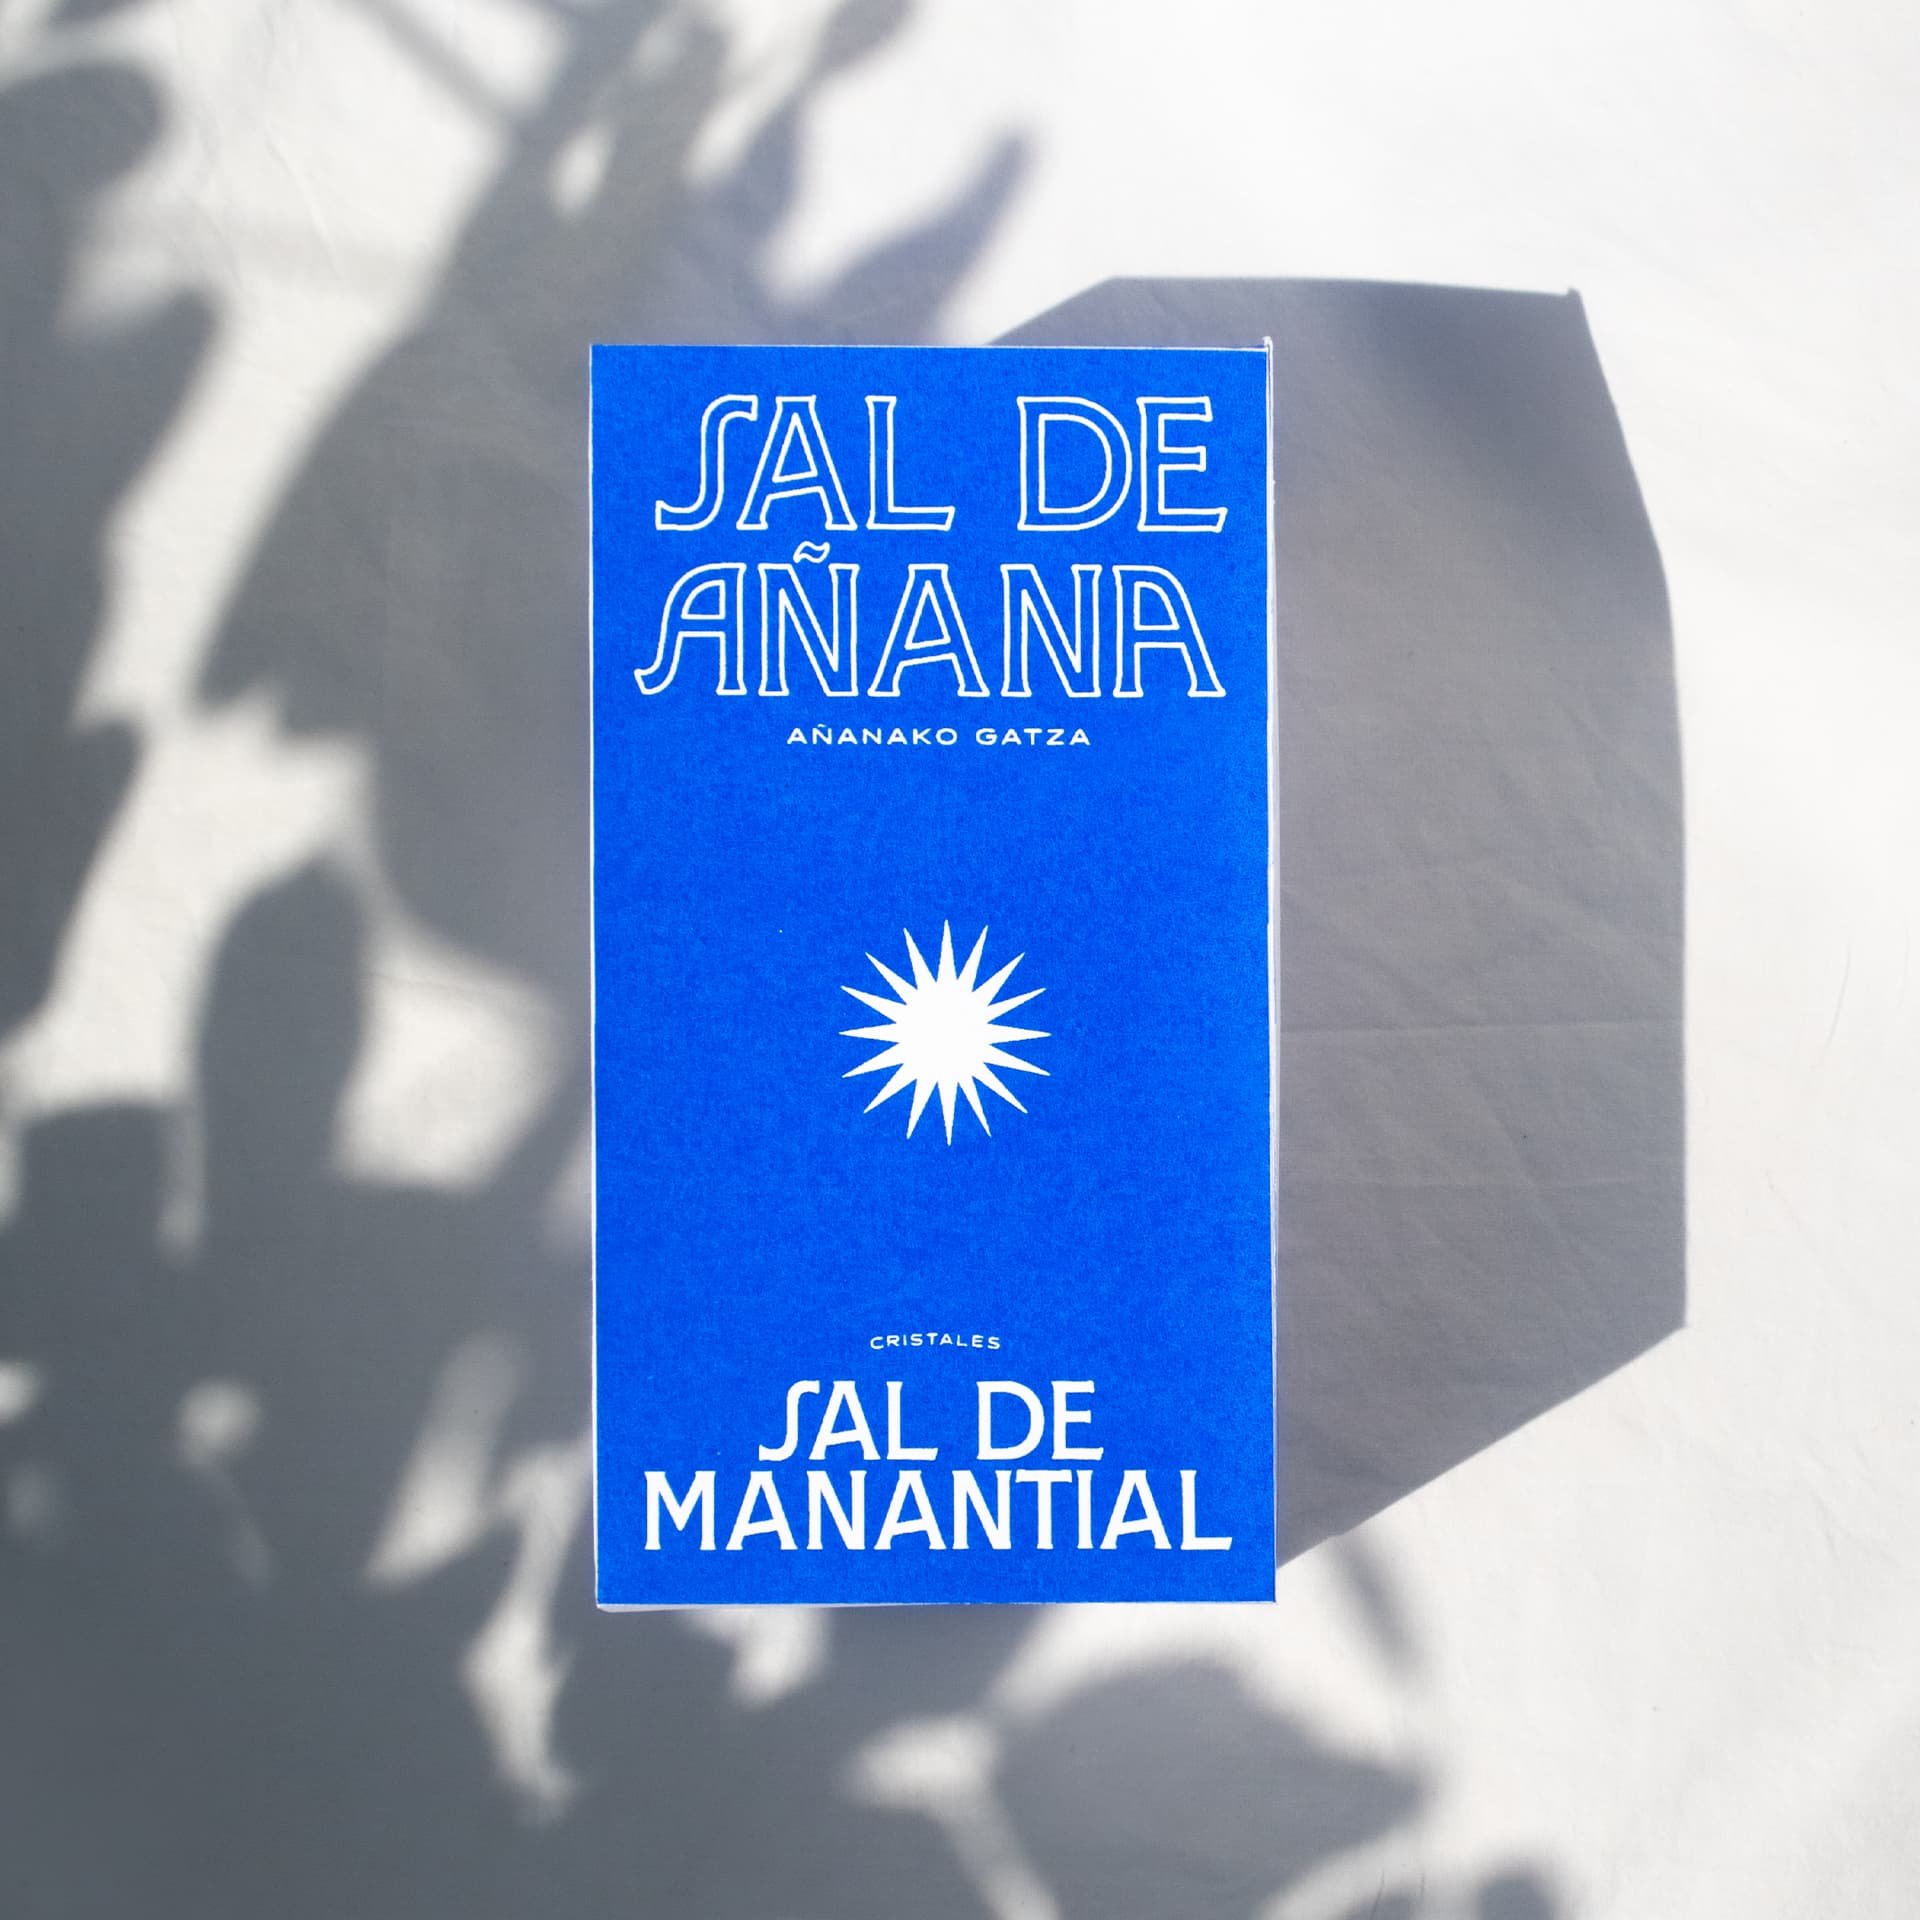 SAL DE
AÑANA
AÑANAKO GATZA
CRISTALES
SAL DE
MANANTIAL